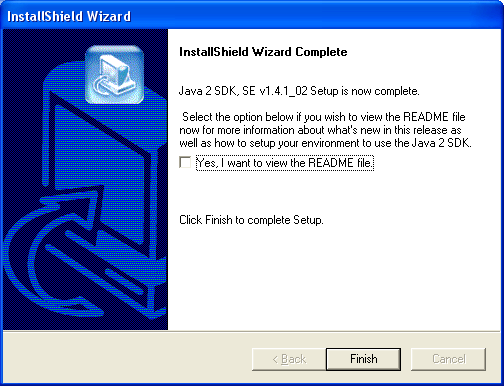 InstallShield Wizard
InstallShield Wizard Complete
Java 2 SDK, SE v1.4.1_02 Setup is now complete.
Select the option below if you wish to view the README file
now for more information about what's new in this release as
well as how to setup your environment to use the Java 2 SDK.
Yes, I want to view the README file.
Click Finish to complete Setup.
< Back
Finish
Cancel